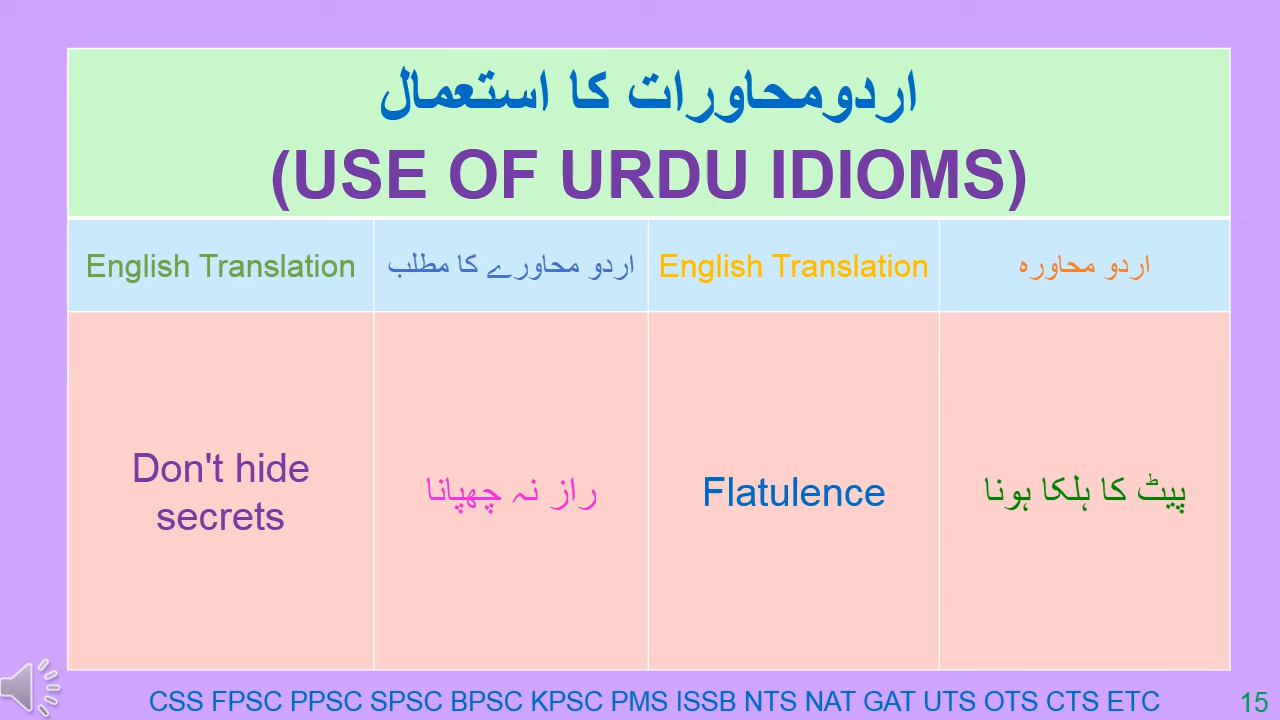 اردومحاورات کا استعمال
(USE OF URDU IDIOMS)
English Translation
اردو محاورے کا مطلب
English Translation
اردو محاورہ
Don't hide
secrets
راز نہ چھپانا
Flatulence
پیٹ کا ہلکا ہونا
CSS FPSC PPSC SPSC BPSC KPSC PMS ISSB NTS NAT GAT UTS OTS CTS ETC
15